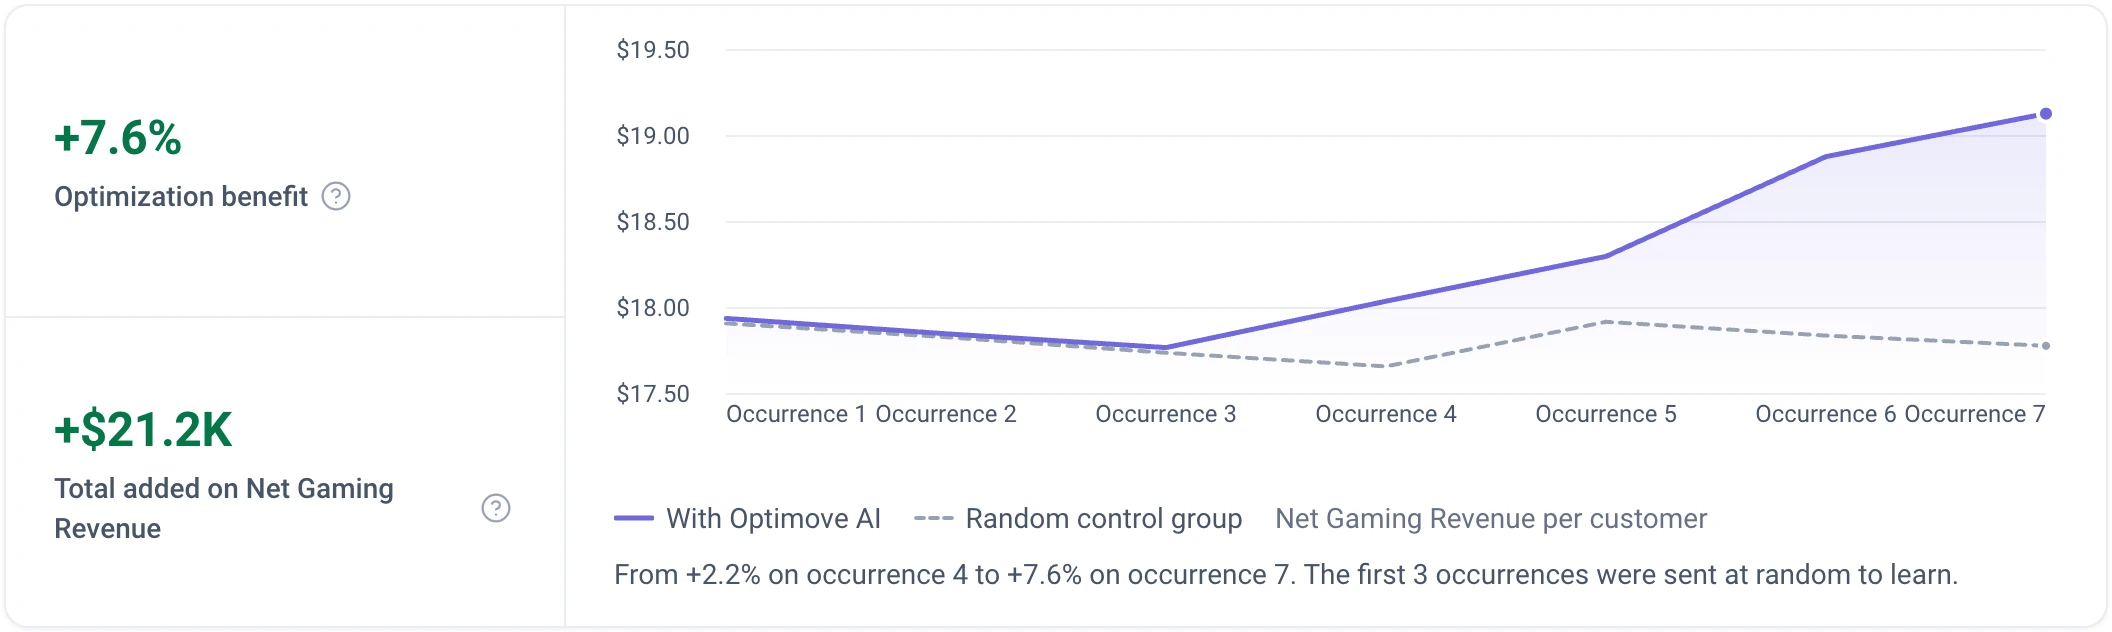 +7.6%
Optimization benefit ?
+$21.2K
Total added on Net Gaming
Revenue ?
$19.50
$19.00
$18.50
$18.00
$17.50
Occurrence 1 Occurrence 2 Occurrence 3 Occurrence 4 Occurrence 5 Occurrence 6 Occurrence 7
With Optimove AI Random control group Net Gaming Revenue per customer
From +2.2% on occurrence 4 to +7.6% on occurrence 7. The first 3 occurrences were sent at random to learn.